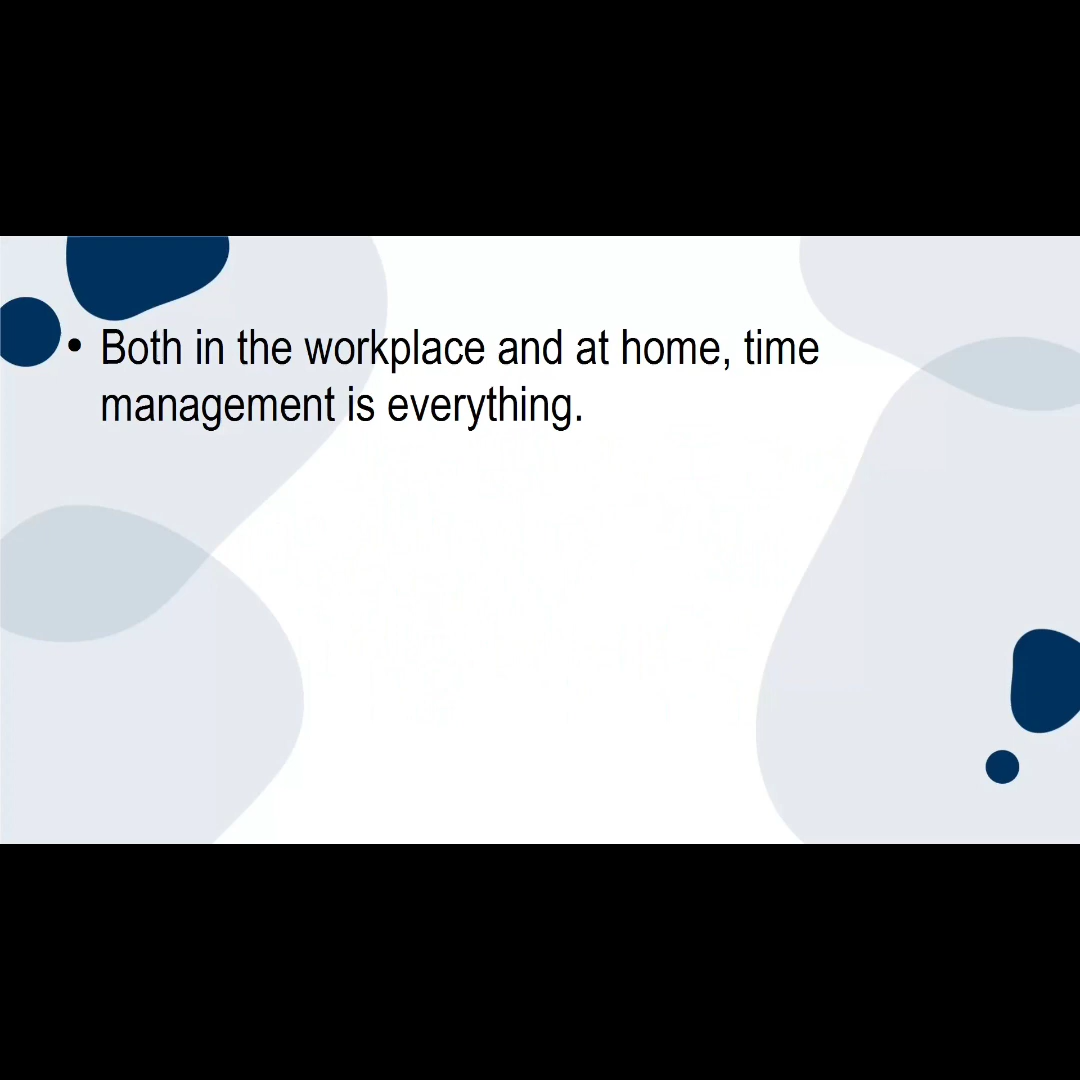 • Both in the workplace and at home, time
management is everything.